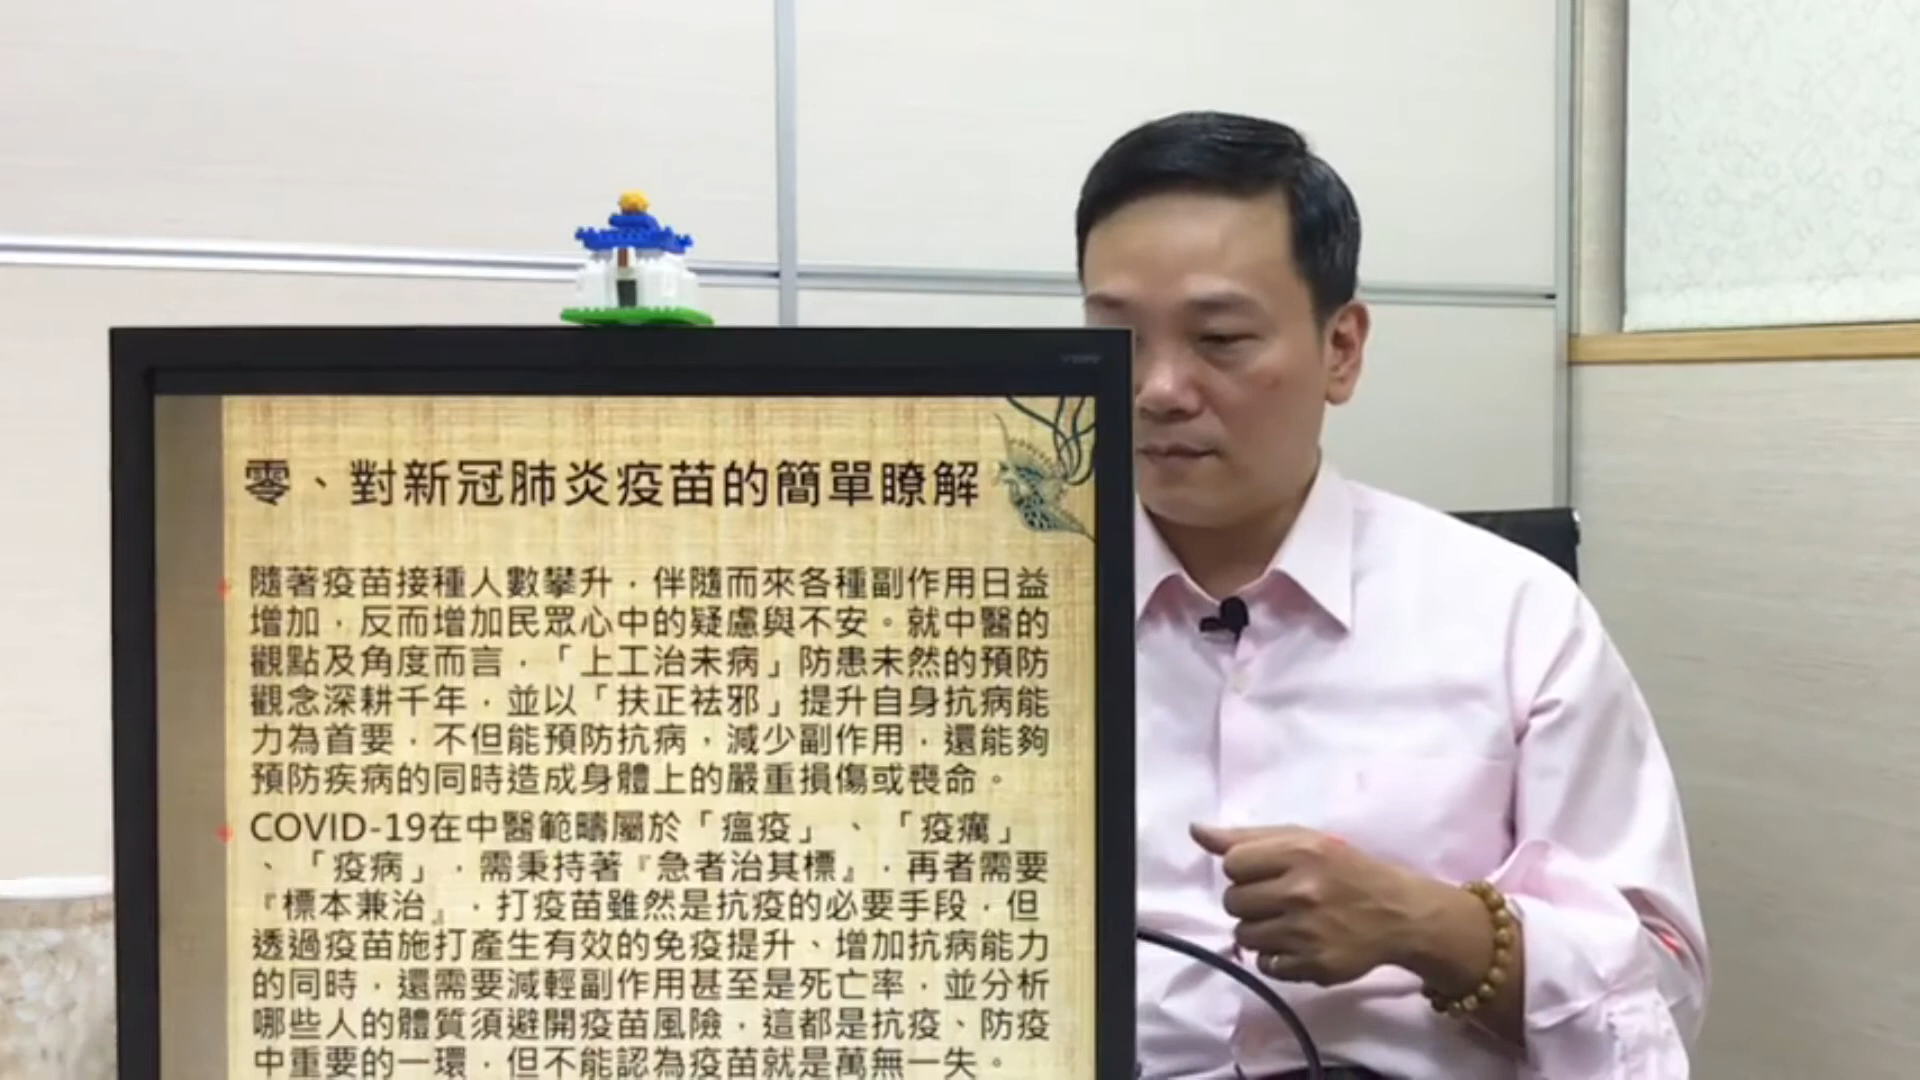 零、對新冠肺炎疫苗的簡單瞭解
隨著疫苗接種人數攀升，伴隨而來各種副作用日益
增加，反而增加民眾心中的疑慮與不安。就中醫的
觀點及角度而言，「上工治未病」防患未然的預防
觀念深耕千年，並以「扶正祛邪」提升自身抗病能
力為首要，不但能預防抗病，減少副作用，還能夠
預防疾病的同時造成身體上的嚴重損傷或喪命。
COVID-19在中醫範疇屬於「瘟疫」、「疫癘」
、「疫病」，需秉持著『急者治其標』，再者需要
『標本兼治』，打疫苗雖然是抗疫的必要手段，但
透過疫苗施打產生有效的免疫提升、增加抗病能力
的同時，還需要減輕副作用甚至是死亡率，並分析
哪些人的體質須避開疫苗風險，這都是抗疫、防疫
中重要的一環，但不能認為疫苗就是萬無一失。